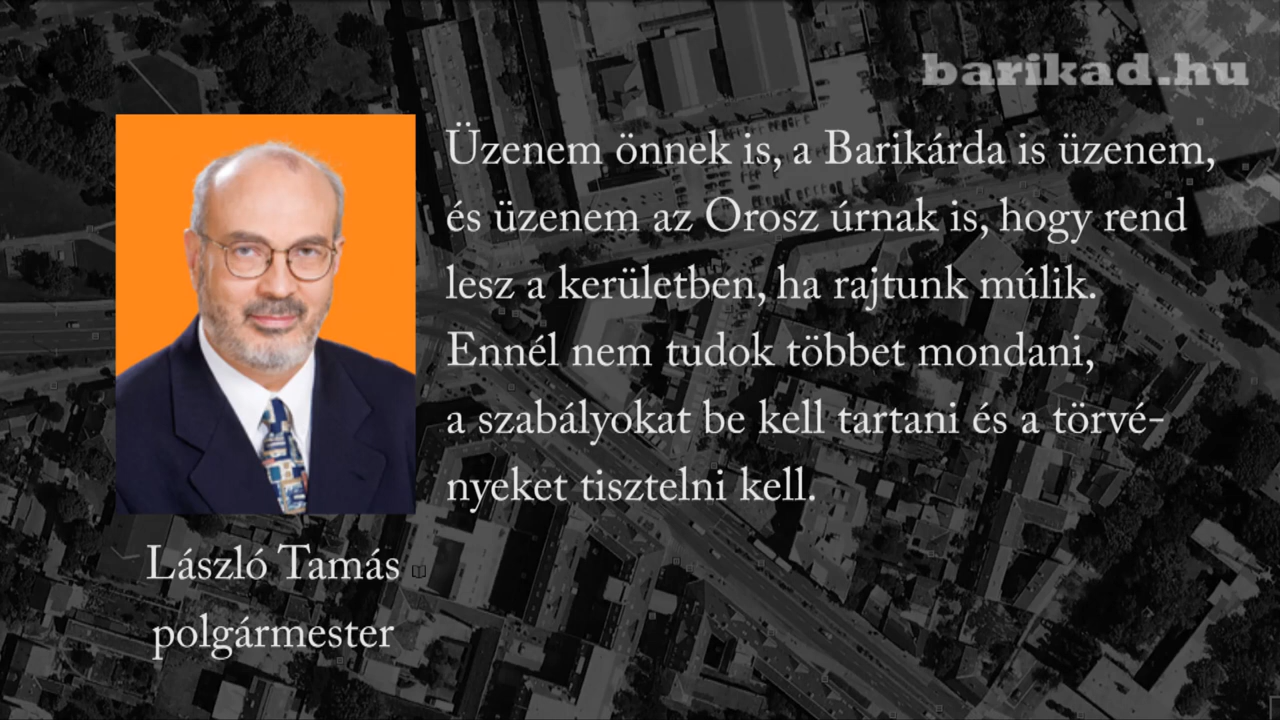 barikad.hu
Üzenem önnek is, a Barikárda is üzenem,
és üzenem az Orosz úrnak is, hogy rend
lesz a kerületben, ha rajtunk múlik.
Ennél nem tudok többet mondani,
a szabályokat be kell tartani és a törvé-
nyeket tisztelni kell.
László Tamás
polgármester